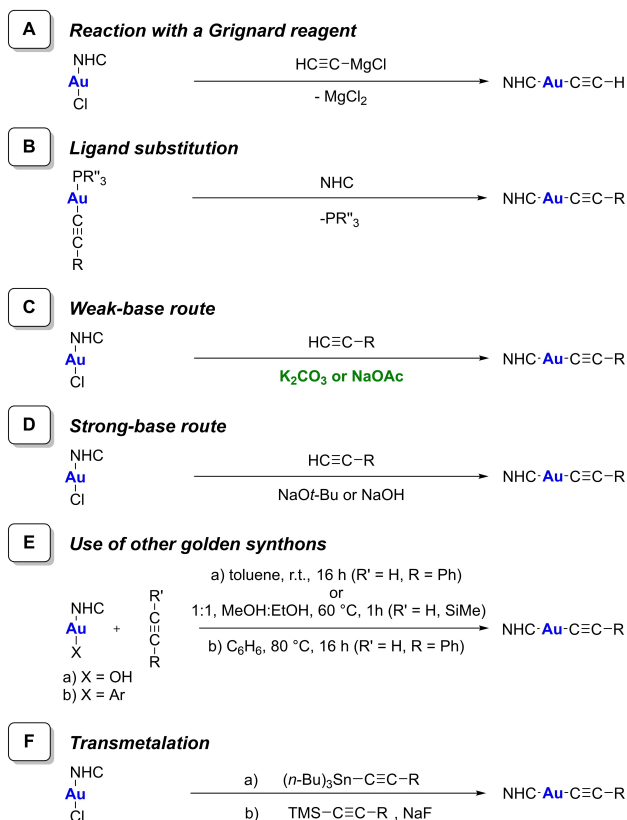 A Reaction with a Grignard reagent
NHC
Au
Cl
HC≡C–MgCl
- MgCl₂
NHC-Au-C≡C-H
B Ligand substitution
PR"₃
Au
C
C
R
NHC
-PR"₃
NHC-Au-C≡C-R
C Weak-base route
NHC
Au
Cl
HC≡C–R
K₂CO₃ or NaOAc
NHC-Au-C≡C-R
D Strong-base route
NHC
Au
Cl
HC≡C–R
NaOt-Bu or NaOH
NHC-Au-C≡C-R
E Use of other golden synthons
NHC
Au
X
+
R'
C
C
R
a) X = OH
b) X = Ar
a) toluene, r.t., 16 h (R' = H, R = Ph)
or
1:1, MeOH:EtOH, 60 °C, 1h (R' = H, SiMe)
b) C₆H₆, 80 °C, 16 h (R' = H, R = Ph)
NHC-Au-C≡C-R
F Transmetalation
NHC
Au
Cl
a) (n-Bu)₃Sn–C≡C–R
b) TMS–C≡C–R , NaF
NHC-Au-C≡C-R